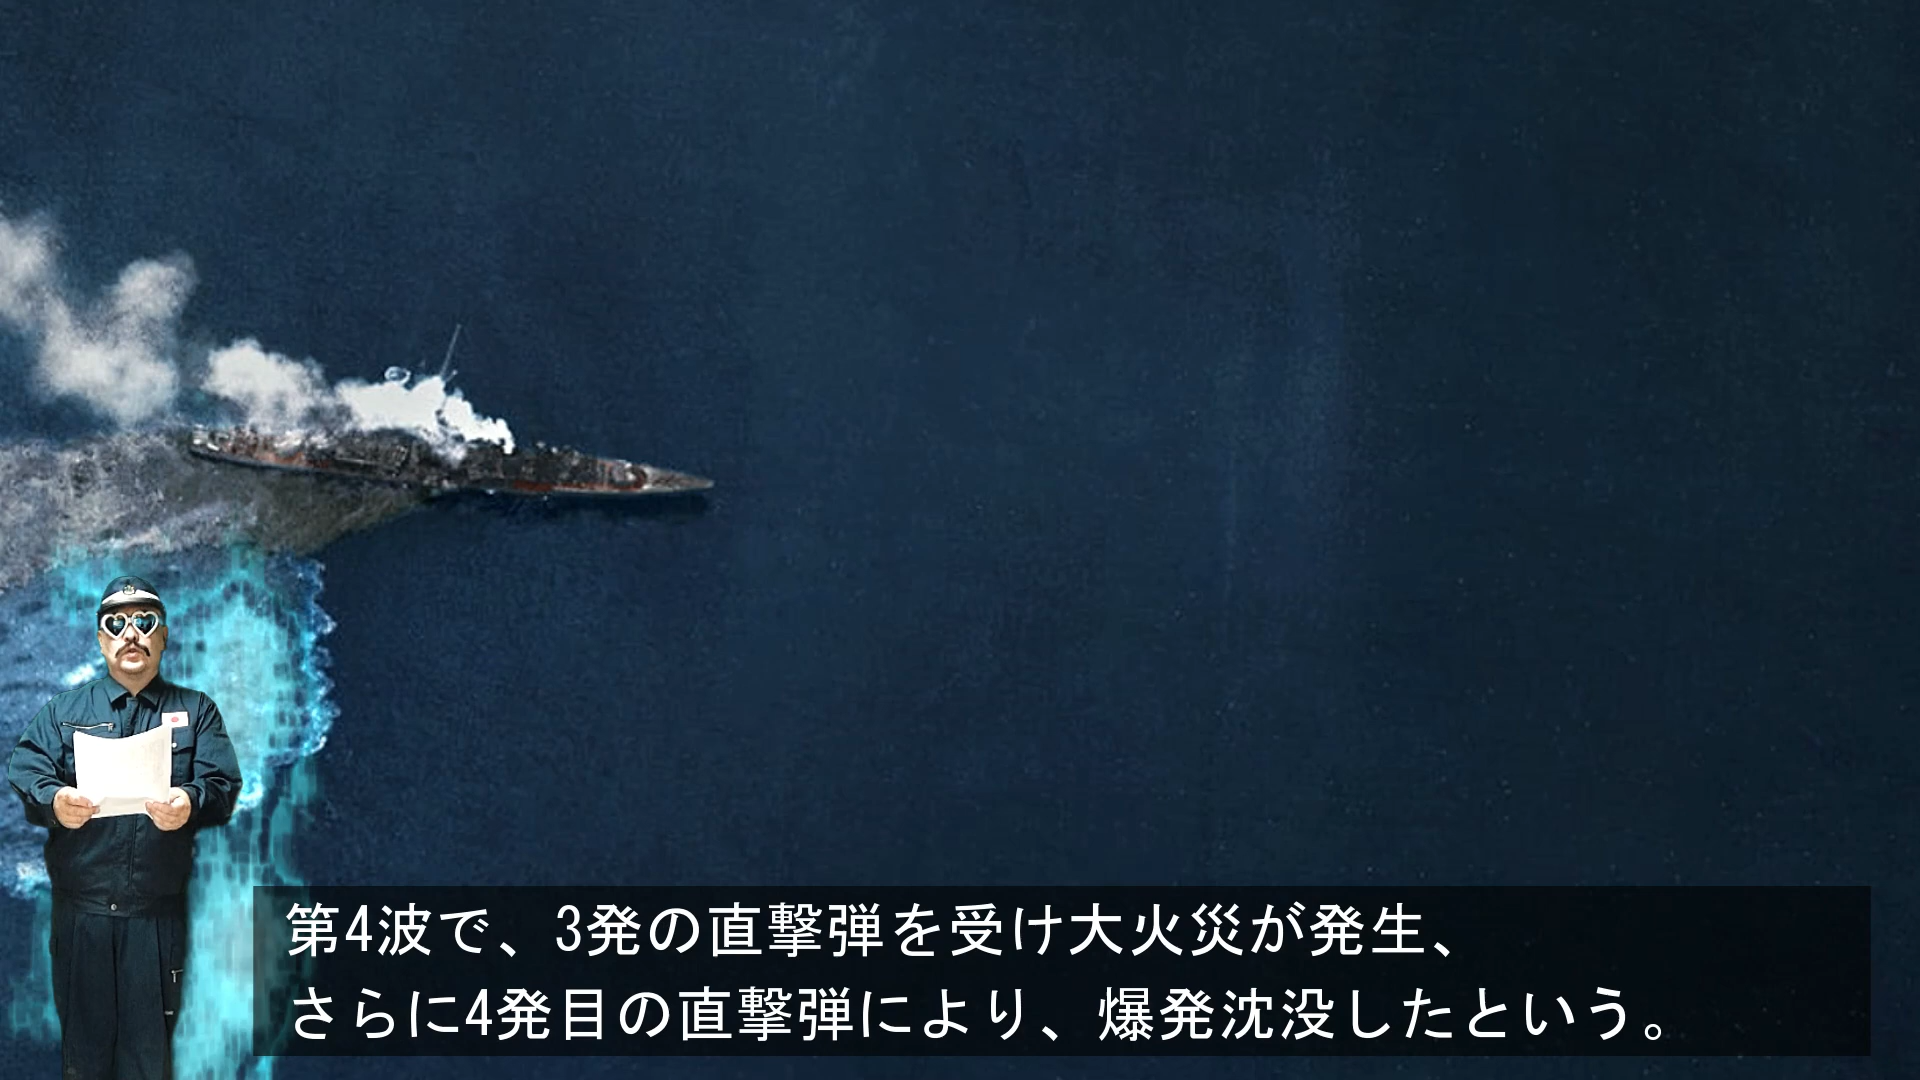 第4波で、3発の直撃弾を受け大火災が発生、
さらに4発目の直撃弾により、爆発沈没したという。